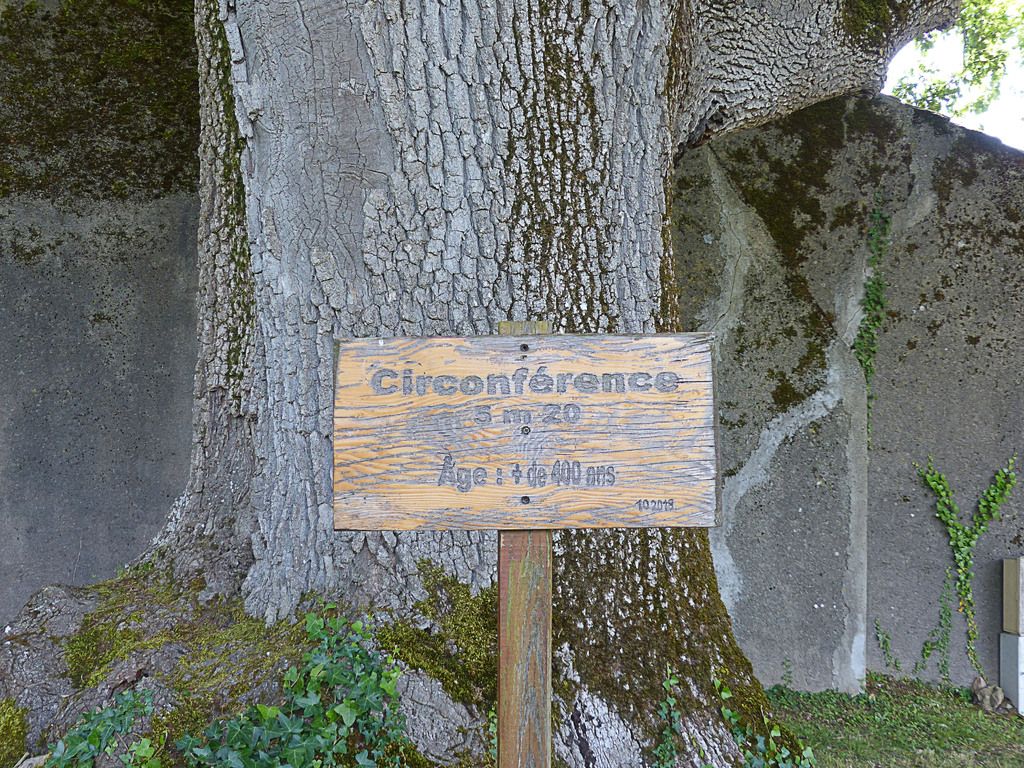 Circonférence
5 m 20
Âge : + de 400 ans
10 2019